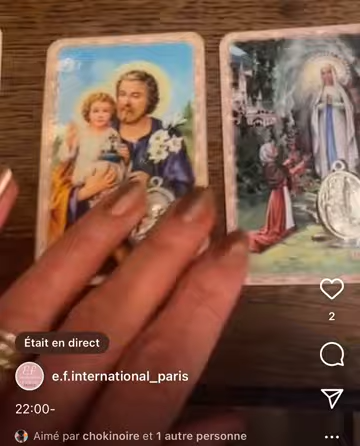 Était en direct
e.f.international_paris
22:00-
Aimé par chokinoire et 1 autre personne
2